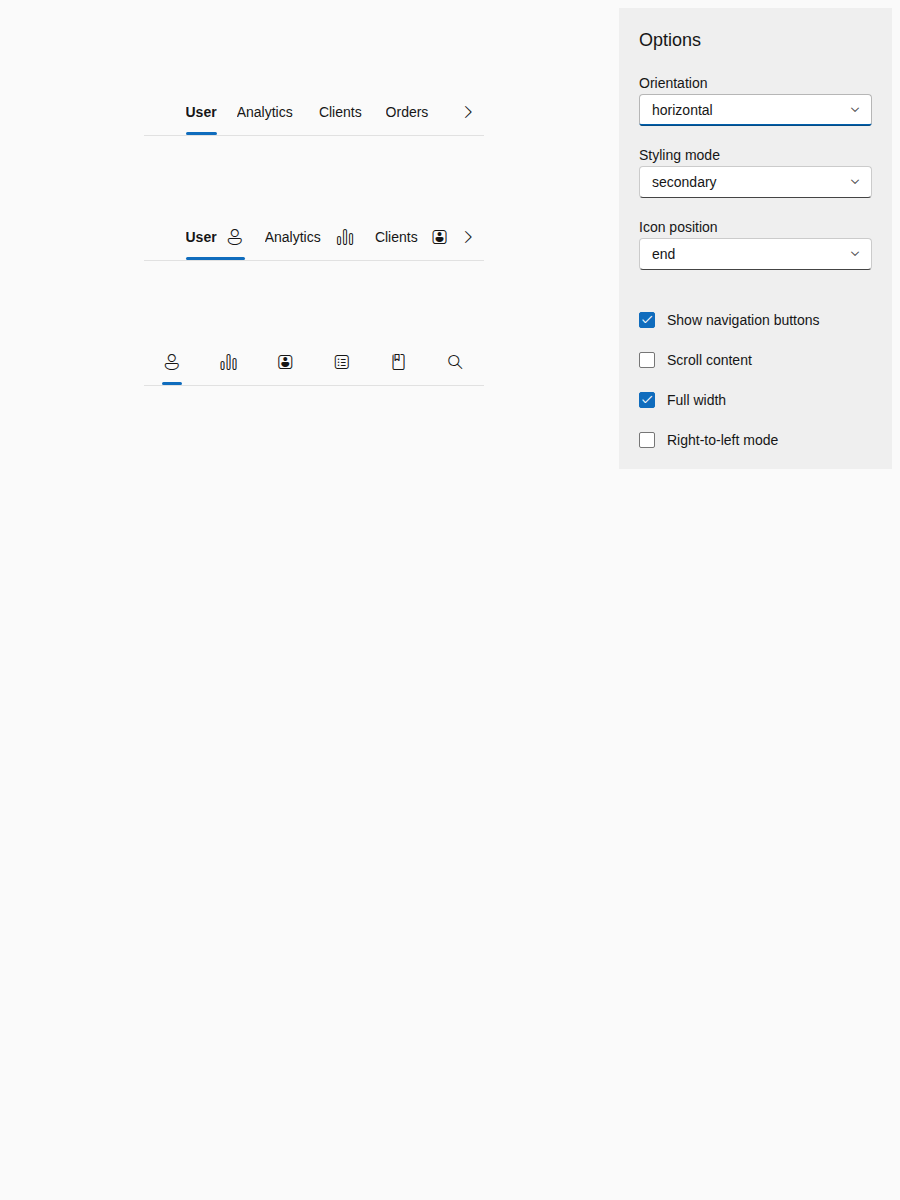 User Analytics Clients Orders
User Analytics Clients
Options
Orientation
horizontal
Styling mode
secondary
Icon position
end
Show navigation buttons
Scroll content
Full width
Right-to-left mode